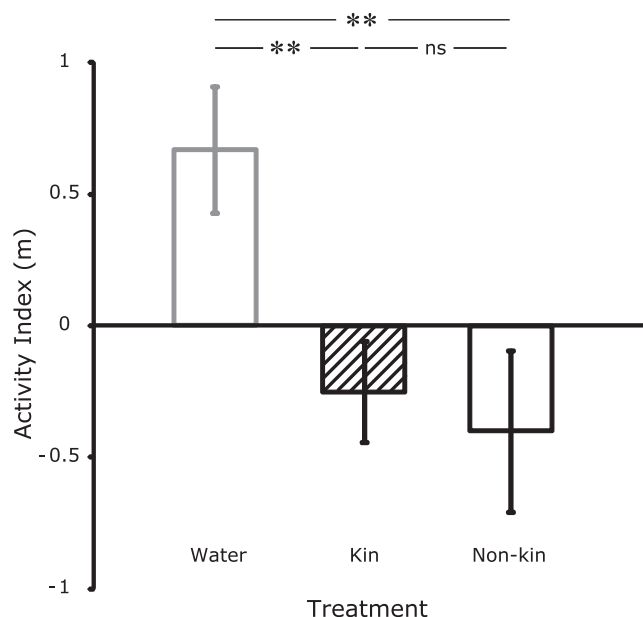 **
** ns
1
0.5
0
-0.5
-1
Activity Index (m)
Water Kin Non-kin
Treatment